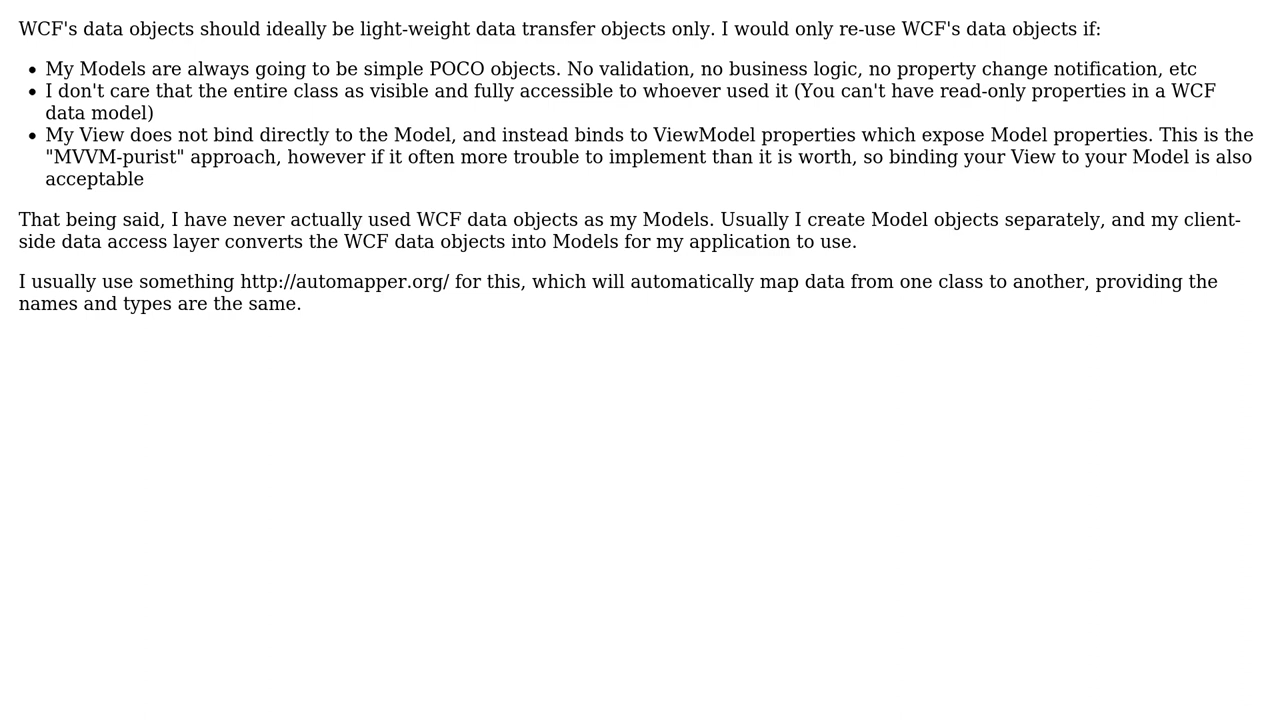 WCF's data objects should ideally be light-weight data transfer objects only. I would only re-use WCF's data objects if:
• My Models are always going to be simple POCO objects. No validation, no business logic, no property change notification, etc
• I don't care that the entire class as visible and fully accessible to whoever used it (You can't have read-only properties in a WCF
data model)
• My View does not bind directly to the Model, and instead binds to ViewModel properties which expose Model properties. This is the
"MVVM-purist" approach, however if it often more trouble to implement than it is worth, so binding your View to your Model is also
acceptable
That being said, I have never actually used WCF data objects as my Models. Usually I create Model objects separately, and my client-
side data access layer converts the WCF data objects into Models for my application to use.
I usually use something http://automapper.org/ for this, which will automatically map data from one class to another, providing the
names and types are the same.